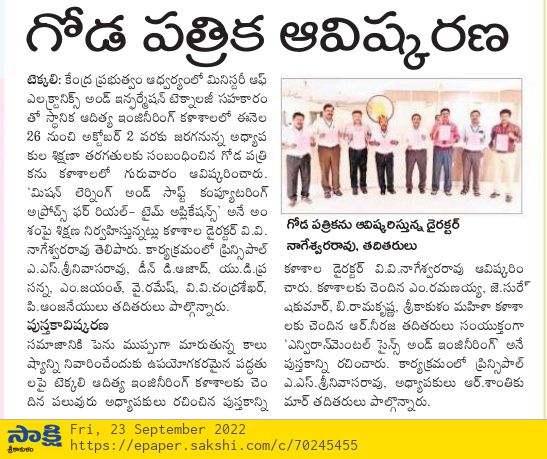 గోడ పత్రిక ఆవిష్కరణ
టెక్కలి: కేంద్ర ప్రభుత్వం ఆధ్వర్యంలో మినిస్టరీ ఆఫ్
ఎలక్ట్రానిక్స్ అండ్ ఇన్ఫర్మేషన్ టెక్నాలజీ సహకారం
తో స్థానిక ఆదిత్య ఇంజినీరింగ్ కళాశాలలో ఈనెల
26 నుంచి అక్టోబర్ 2 వరకు జరగనున్న అధ్యాప
కుల శిక్షణా తరగతులకు సంబంధించిన గోడ పత్రి
కను కళాశాలలో గురువారం ఆవిష్కరించారు.
'మిషన్ లెర్నింగ్ అండ్ సాఫ్ట్ కంప్యూటరింగ్
అప్రోచ్స్ ఫర్ రియల్- టైమ్ అప్లికేషన్స్' అనే అం
శంపై శిక్షణ నిర్వహిస్తున్నట్లు కళాశాల డైరక్టర్ వి.వి.
నాగేశ్వరరావు తెలిపారు. కార్యక్రమంలో ప్రిన్సిపాల్
ఎ.ఎస్.శ్రీనివాసరావు, డీన్ డి.ఆజాద్, యు.డి.ప్ర
సన్న, ఎం.జయంత్, వై.రమేష్, వి.వి.చంద్రశేఖర్,
పి.ఆంజనేయులు తదితరులు పాల్గొన్నారు.
పుస్తకావిష్కరణ
సమాజానికి పెను ముప్పుగా మారుతున్న కాలు
ష్యాన్ని నివారించేందుకు ఉపయోగకరమైన పద్దతు
లపై టెక్కలి ఆదిత్య ఇంజినీరింగ్ కళాశాలకు చెం
దిన పలువురు అధ్యాపకులు రచించిన పుస్తకాన్ని
గోడ పత్రికను ఆవిష్కరిస్తున్న డైరక్టర్
నాగేశ్వరరావు, తదితరులు
కళాశాల డైరక్టర్ వి.వి.నాగేశ్వరరావు ఆవిష్కరిం
చారు. కళాశాలకు చెందిన ఎం.రమణయ్య, జె.సురే
ష్‌కుమార్, బి.రామకృష్ణ, శ్రీకాకుళం మహిళా కళాశా
లకు చెందిన ఆర్.నీరజ తదితరులు సంయుక్తంగా
'ఎన్విరాన్‌మెంటల్ సైన్స్ అండ్ ఇంజినీరింగ్' అనే
పుస్తకాన్ని రచించారు. కార్యక్రమంలో ప్రిన్సిపాల్
ఎ.ఎస్.శ్రీనివాసరావు, అధ్యాపకులు ఆర్.శాంతికు
మార్ తదితరులు పాల్గొన్నారు.
సాక్షి
శ్రీకాకుళం
Fri, 23 September 2022
https://epaper.sakshi.com/c/70245455